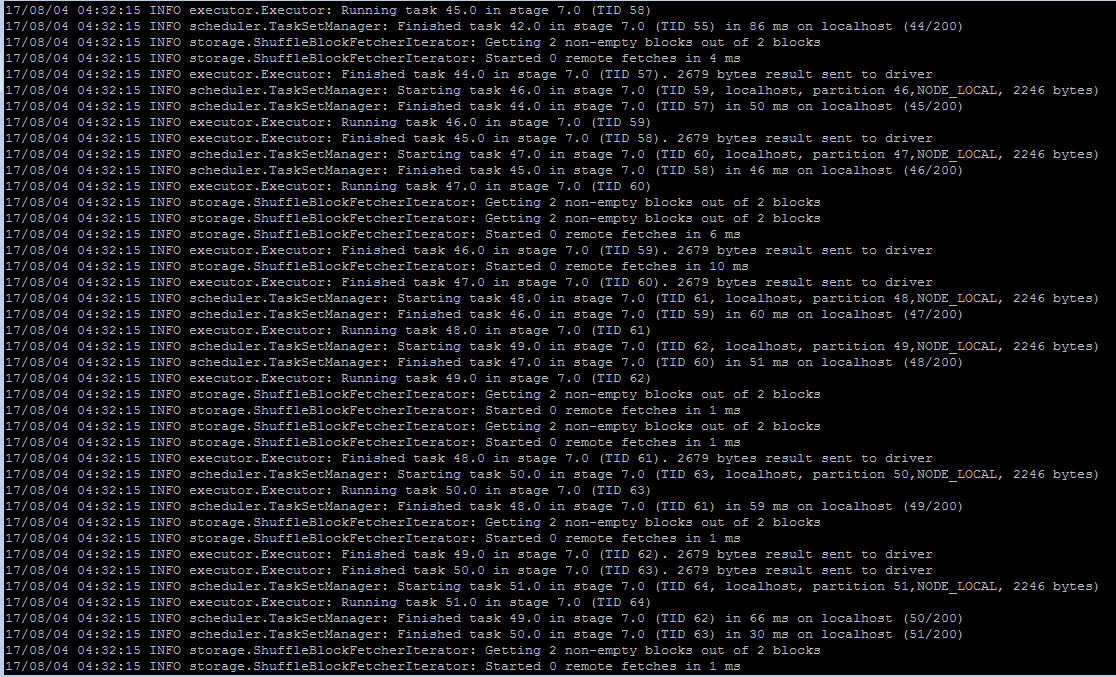 17/08/04 04:32:15 INFO executor.Executor: Running task 45.0 in stage 7.0 (TID 58)
17/08/04 04:32:15 INFO scheduler.TaskSetManager: Finished task 42.0 in stage 7.0 (TID 55) in 86 ms on localhost (44/200)
17/08/04 04:32:15 INFO storage.ShuffleBlockFetcherIterator: Getting 2 non-empty blocks out of 2 blocks
17/08/04 04:32:15 INFO storage.ShuffleBlockFetcherIterator: Started 0 remote fetches in 4 ms
17/08/04 04:32:15 INFO executor.Executor: Finished task 44.0 in stage 7.0 (TID 57). 2679 bytes result sent to driver
17/08/04 04:32:15 INFO scheduler.TaskSetManager: Starting task 46.0 in stage 7.0 (TID 59, localhost, partition 46,NODE_LOCAL, 2246 bytes)
17/08/04 04:32:15 INFO scheduler.TaskSetManager: Finished task 44.0 in stage 7.0 (TID 57) in 50 ms on localhost (45/200)
17/08/04 04:32:15 INFO executor.Executor: Running task 46.0 in stage 7.0 (TID 59)
17/08/04 04:32:15 INFO executor.Executor: Finished task 45.0 in stage 7.0 (TID 58). 2679 bytes result sent to driver
17/08/04 04:32:15 INFO scheduler.TaskSetManager: Starting task 47.0 in stage 7.0 (TID 60, localhost, partition 47,NODE_LOCAL, 2246 bytes)
17/08/04 04:32:15 INFO scheduler.TaskSetManager: Finished task 45.0 in stage 7.0 (TID 58) in 46 ms on localhost (46/200)
17/08/04 04:32:15 INFO executor.Executor: Running task 47.0 in stage 7.0 (TID 60)
17/08/04 04:32:15 INFO storage.ShuffleBlockFetcherIterator: Getting 2 non-empty blocks out of 2 blocks
17/08/04 04:32:15 INFO storage.ShuffleBlockFetcherIterator: Getting 2 non-empty blocks out of 2 blocks
17/08/04 04:32:15 INFO storage.ShuffleBlockFetcherIterator: Started 0 remote fetches in 6 ms
17/08/04 04:32:15 INFO executor.Executor: Finished task 46.0 in stage 7.0 (TID 59). 2679 bytes result sent to driver
17/08/04 04:32:15 INFO storage.ShuffleBlockFetcherIterator: Started 0 remote fetches in 10 ms
17/08/04 04:32:15 INFO executor.Executor: Finished task 47.0 in stage 7.0 (TID 60). 2679 bytes result sent to driver
17/08/04 04:32:15 INFO scheduler.TaskSetManager: Starting task 48.0 in stage 7.0 (TID 61, localhost, partition 48,NODE_LOCAL, 2246 bytes)
17/08/04 04:32:15 INFO scheduler.TaskSetManager: Finished task 46.0 in stage 7.0 (TID 59) in 60 ms on localhost (47/200)
17/08/04 04:32:15 INFO executor.Executor: Running task 48.0 in stage 7.0 (TID 61)
17/08/04 04:32:15 INFO scheduler.TaskSetManager: Starting task 49.0 in stage 7.0 (TID 62, localhost, partition 49,NODE_LOCAL, 2246 bytes)
17/08/04 04:32:15 INFO scheduler.TaskSetManager: Finished task 47.0 in stage 7.0 (TID 60) in 51 ms on localhost (48/200)
17/08/04 04:32:15 INFO executor.Executor: Running task 49.0 in stage 7.0 (TID 62)
17/08/04 04:32:15 INFO storage.ShuffleBlockFetcherIterator: Getting 2 non-empty blocks out of 2 blocks
17/08/04 04:32:15 INFO storage.ShuffleBlockFetcherIterator: Started 0 remote fetches in 1 ms
17/08/04 04:32:15 INFO storage.ShuffleBlockFetcherIterator: Getting 2 non-empty blocks out of 2 blocks
17/08/04 04:32:15 INFO storage.ShuffleBlockFetcherIterator: Started 0 remote fetches in 1 ms
17/08/04 04:32:15 INFO executor.Executor: Finished task 48.0 in stage 7.0 (TID 61). 2679 bytes result sent to driver
17/08/04 04:32:15 INFO scheduler.TaskSetManager: Starting task 50.0 in stage 7.0 (TID 63, localhost, partition 50,NODE_LOCAL, 2246 bytes)
17/08/04 04:32:15 INFO executor.Executor: Running task 50.0 in stage 7.0 (TID 63)
17/08/04 04:32:15 INFO scheduler.TaskSetManager: Finished task 48.0 in stage 7.0 (TID 61) in 59 ms on localhost (49/200)
17/08/04 04:32:15 INFO storage.ShuffleBlockFetcherIterator: Getting 2 non-empty blocks out of 2 blocks
17/08/04 04:32:15 INFO storage.ShuffleBlockFetcherIterator: Started 0 remote fetches in 1 ms
17/08/04 04:32:15 INFO executor.Executor: Finished task 49.0 in stage 7.0 (TID 62). 2679 bytes result sent to driver
17/08/04 04:32:15 INFO executor.Executor: Finished task 50.0 in stage 7.0 (TID 63). 2679 bytes result sent to driver
17/08/04 04:32:15 INFO scheduler.TaskSetManager: Starting task 51.0 in stage 7.0 (TID 64, localhost, partition 51,NODE_LOCAL, 2246 bytes)
17/08/04 04:32:15 INFO executor.Executor: Running task 51.0 in stage 7.0 (TID 64)
17/08/04 04:32:15 INFO scheduler.TaskSetManager: Finished task 49.0 in stage 7.0 (TID 62) in 66 ms on localhost (50/200)
17/08/04 04:32:15 INFO scheduler.TaskSetManager: Finished task 50.0 in stage 7.0 (TID 63) in 30 ms on localhost (51/200)
17/08/04 04:32:15 INFO storage.ShuffleBlockFetcherIterator: Getting 2 non-empty blocks out of 2 blocks
17/08/04 04:32:15 INFO storage.ShuffleBlockFetcherIterator: Started 0 remote fetches in 1 ms